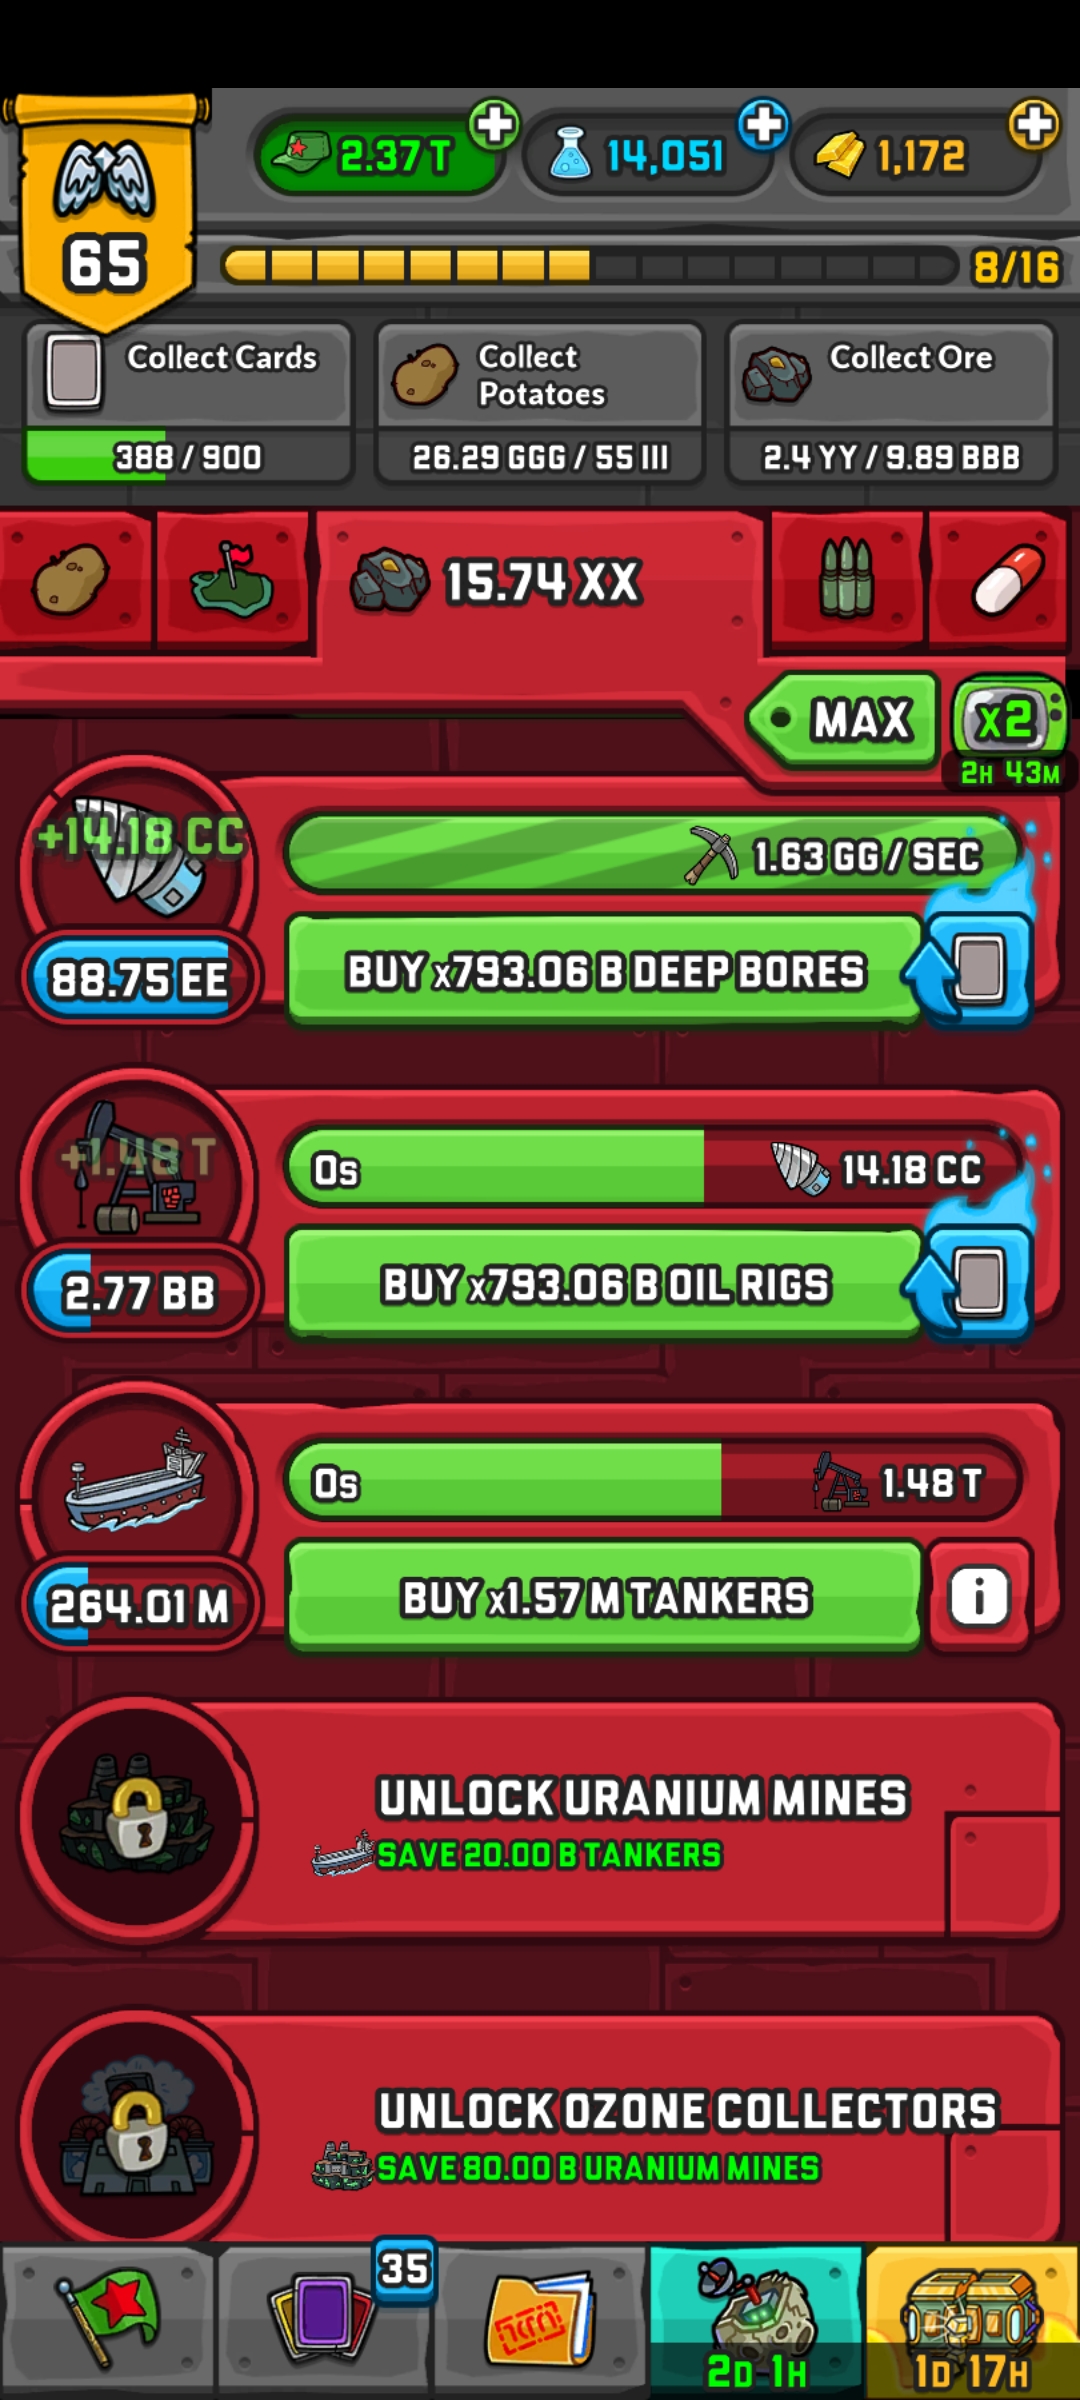 2.37 T
14,051
1,172
65
8/16
Collect Cards
388 / 900
Collect
Potatoes
26.29 GGG / 55 III
Collect Ore
2.4 YY / 9.89 BBB
15.74 XX
MAX
x2
2H 43M
+14.18 CC
1.63 GG / SEC
88.75 EE
BUY x793.06 B DEEP BORES
+1.48 T
0s
14.18 CC
2.77 BB
BUY x793.06 B OIL RIGS
0s
1.48 T
264.01 M
BUY x1.57 M TANKERS
i
UNLOCK URANIUM MINES
SAVE 20.00 B TANKERS
UNLOCK OZONE COLLECTORS
SAVE 80.00 B URANIUM MINES
35
2D 1H
1D 17H